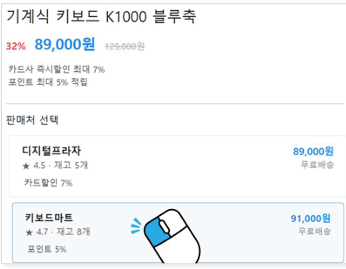 기계식 키보드 K1000 블루축
32% 89,000원 129,000원
카드사 즉시할인 최대 7%
포인트 최대 5% 적립
판매처 선택
디지털프라자 89,000원
★ 4.5 · 재고 5개 무료배송
카드할인 7%
키보드마트 91,000원
★ 4.7 · 재고 8개 무료배송
포인트 5%